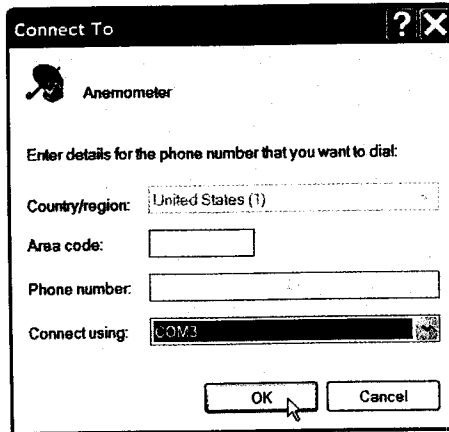 Connect To
Anemometer
Enter details for the phone number that you want to dial:
Country/region: United States (1)
Area code:
Phone number:
Connect using: COM3
OK Cancel